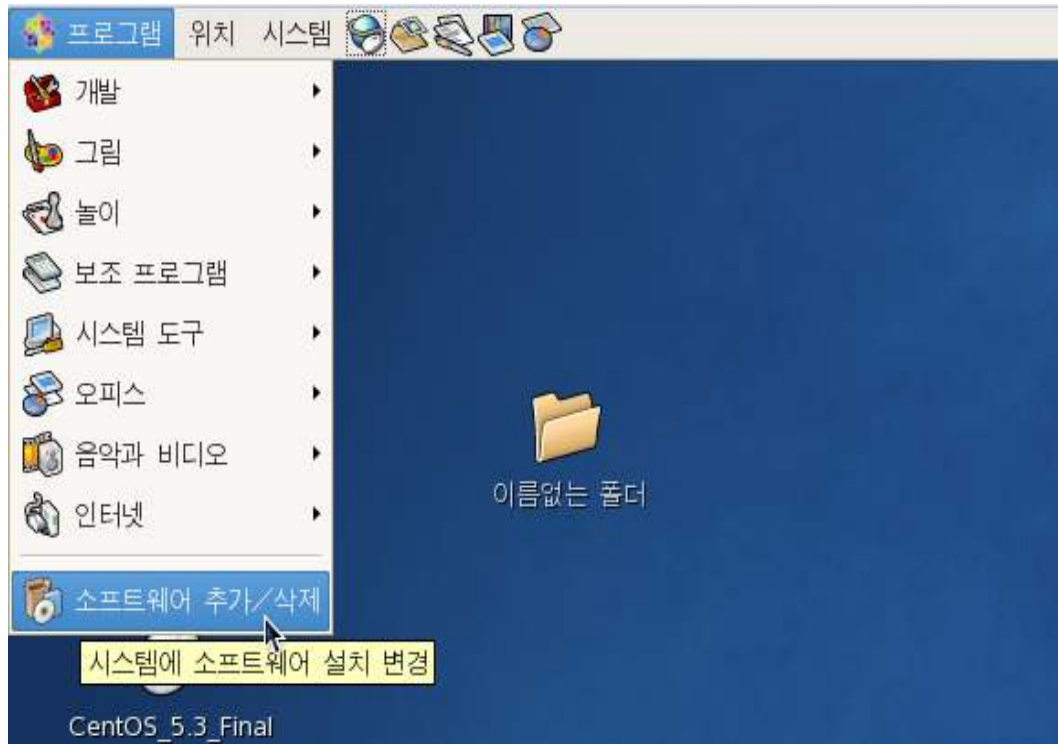 프로그램 위치 시스템
개발
그림
놀이
보조 프로그램
시스템 도구
오피스
음악과 비디오
인터넷
소프트웨어 추가/삭제
시스템에 소프트웨어 설치 변경
이름없는 폴더
CentOS_5.3_Final